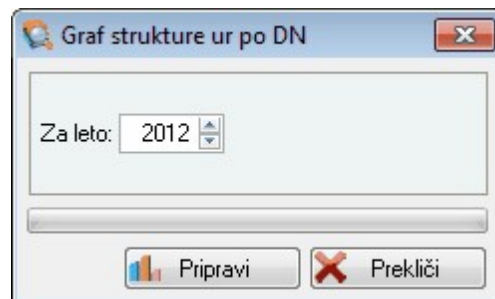 Graf strukture ur po DN
Za leto: 2012
Pripravi Prekliči